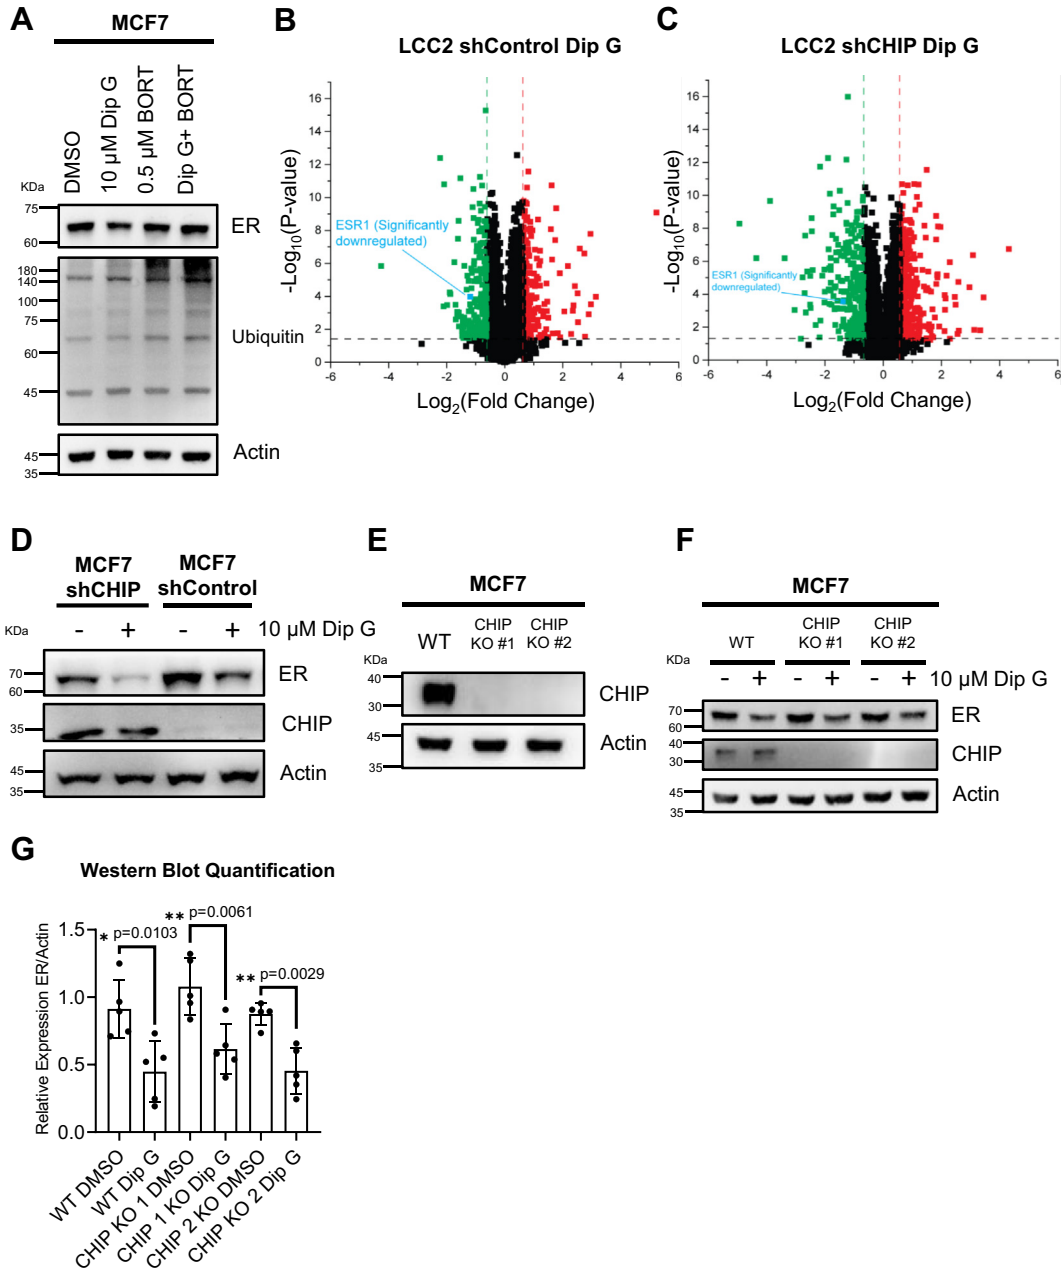 A
MCF7
DMSO
10 µM Dip G
0.5 µM BORT
Dip G+ BORT
KDa
75
60
ER
180
140
100
75
60
45
Ubiquitin
45
35
Actin
B
LCC2 shControl Dip G
-Log10(P-value)
16
14
12
10
8
6
4
2
0
ESR1 (Significantly
downregulated)
-6 -4 -2 0 2 4 6
Log2(Fold Change)
C
LCC2 shCHIP Dip G
-Log10(P-value)
16
14
12
10
8
6
4
2
0
ESR1 (Significantly
downregulated)
-6 -4 -2 0 2 4 6
Log2(Fold Change)
D
MCF7
shCHIP
MCF7
shControl
KDa
- + - + 10 µM Dip G
70
60
ER
35
CHIP
45
35
Actin
E
MCF7
WT
CHIP
KO #1
CHIP
KO #2
KDa
40
30
CHIP
45
35
Actin
F
MCF7
WT
CHIP
KO #1
CHIP
KO #2
KDa
- + - + - + 10 µM Dip G
70
60
ER
40
30
CHIP
45
35
Actin
G
Western Blot Quantification
Relative Expression ER/Actin
1.5
1.0
0.5
0.0
* p=0.0103
** p=0.0061
** p=0.0029
WT DMSO
WT Dip G
CHIP KO 1 DMSO
CHIP 1 KO Dip G
CHIP 2 KO DMSO
CHIP KO 2 Dip G